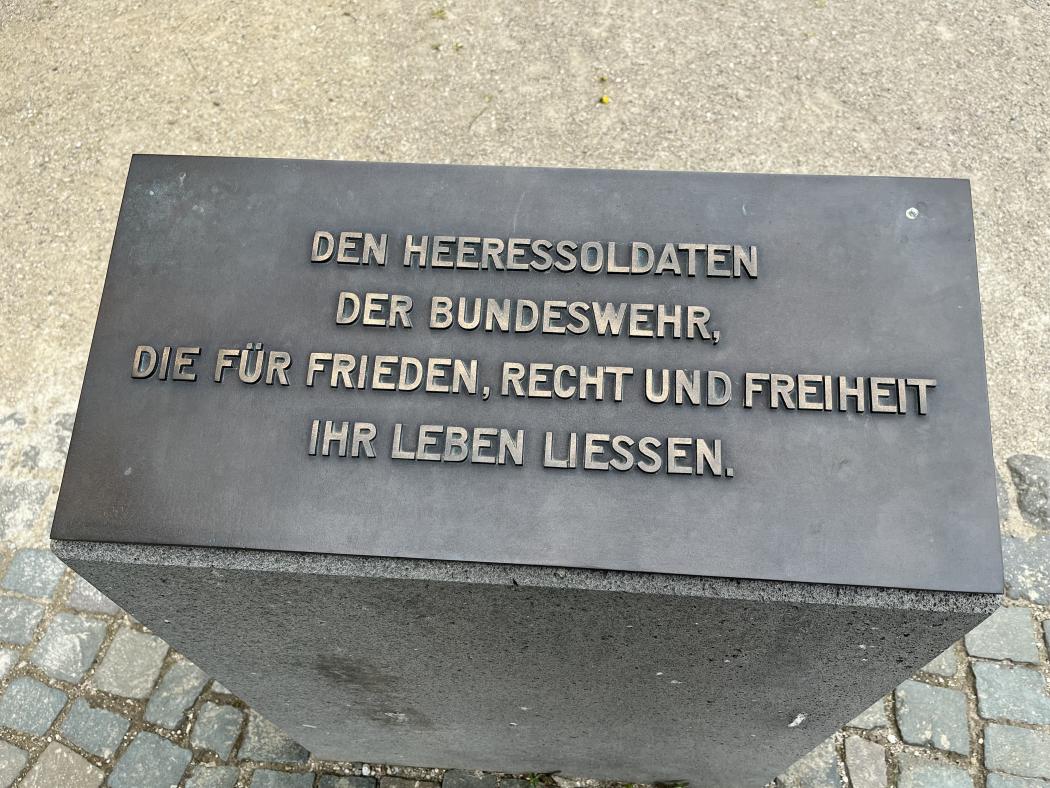 DEN HEERESSOLDATEN
DER BUNDESWEHR,
DIE FÜR FRIEDEN, RECHT UND FREIHEIT
IHR LEBEN LIESSEN.